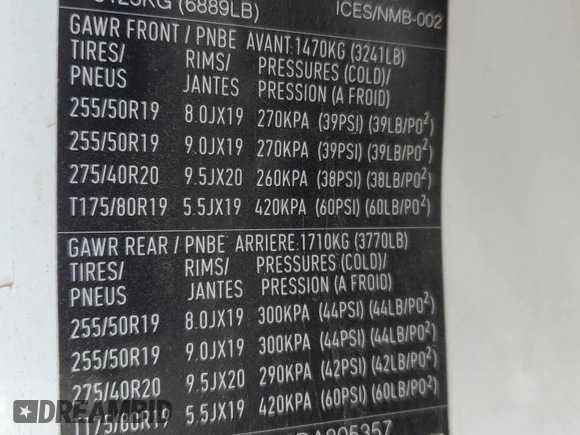 (6889LB) ICES/NMB-002
GAWR FRONT / PNBE AVANT:1470KG (3241LB)
TIRES/ RIMS/ PRESSURES (COLD)/
PNEUS JANTES PRESSION (A FROID)
255/50R19 8.0JX19 270KPA (39PSI) (39LB/PO²)
255/50R19 9.0JX19 270KPA (39PSI) (39LB/PO²)
275/40R20 9.5JX20 260KPA (38PSI) (38LB/PO²)
T175/80R19 5.5JX19 420KPA (60PSI) (60LB/PO²)
GAWR REAR / PNBE ARRIERE:1710KG (3770LB)
TIRES/ RIMS/ PRESSURES (COLD)/
PNEUS JANTES PRESSION (A FROID)
255/50R19 8.0JX19 300KPA (44PSI) (44LB/PO²)
255/50R19 9.0JX19 300KPA (44PSI) (44LB/PO²)
275/40R20 9.5JX20 290KPA (42PSI) (42LB/PO²)
T175/80R19 5.5JX19 420KPA (60PSI) (60LB/PO²)
DREAMBID